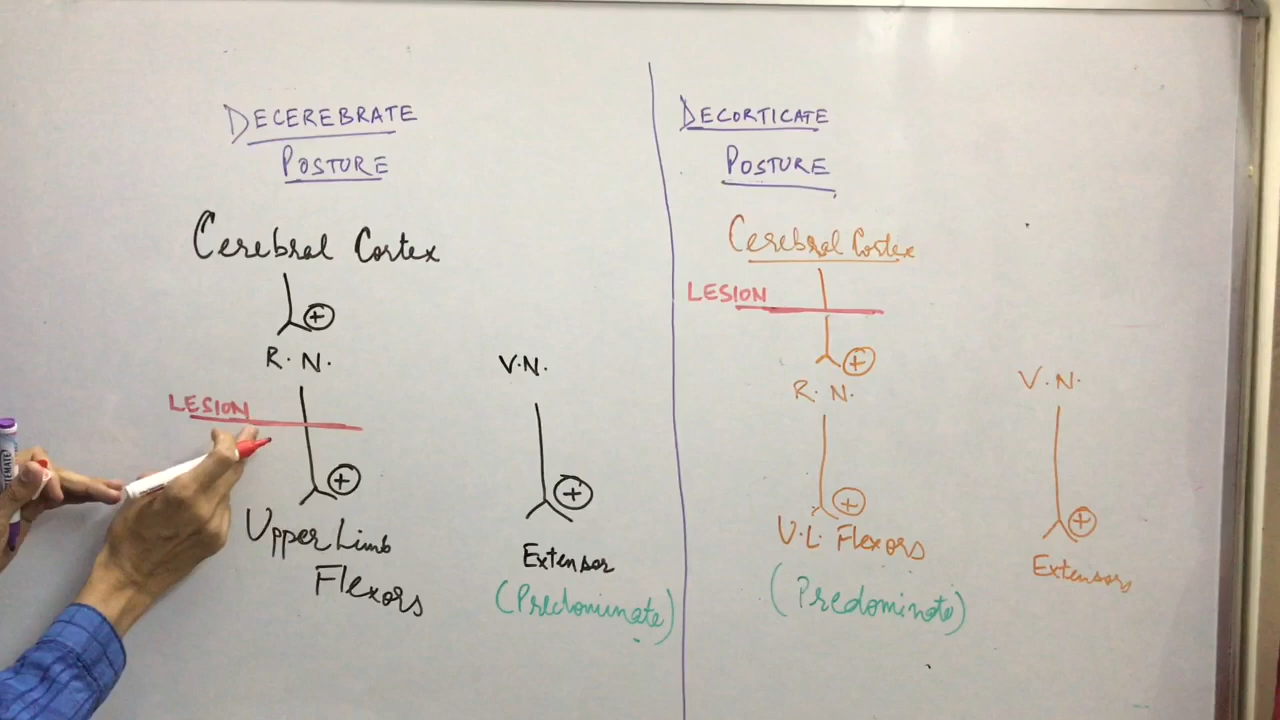 DECEREBRATE
POSTURE
Cerebral Cortex
+
R. N.
LESION
+
Upper Limb
Flexors
V.N.
+
Extensor
(Predominate)
DECORTICATE
POSTURE
Cerebral Cortex
LESION
+
R. N.
+
U.L. Flexors
(Predominate)
V. N.
+
Extensors